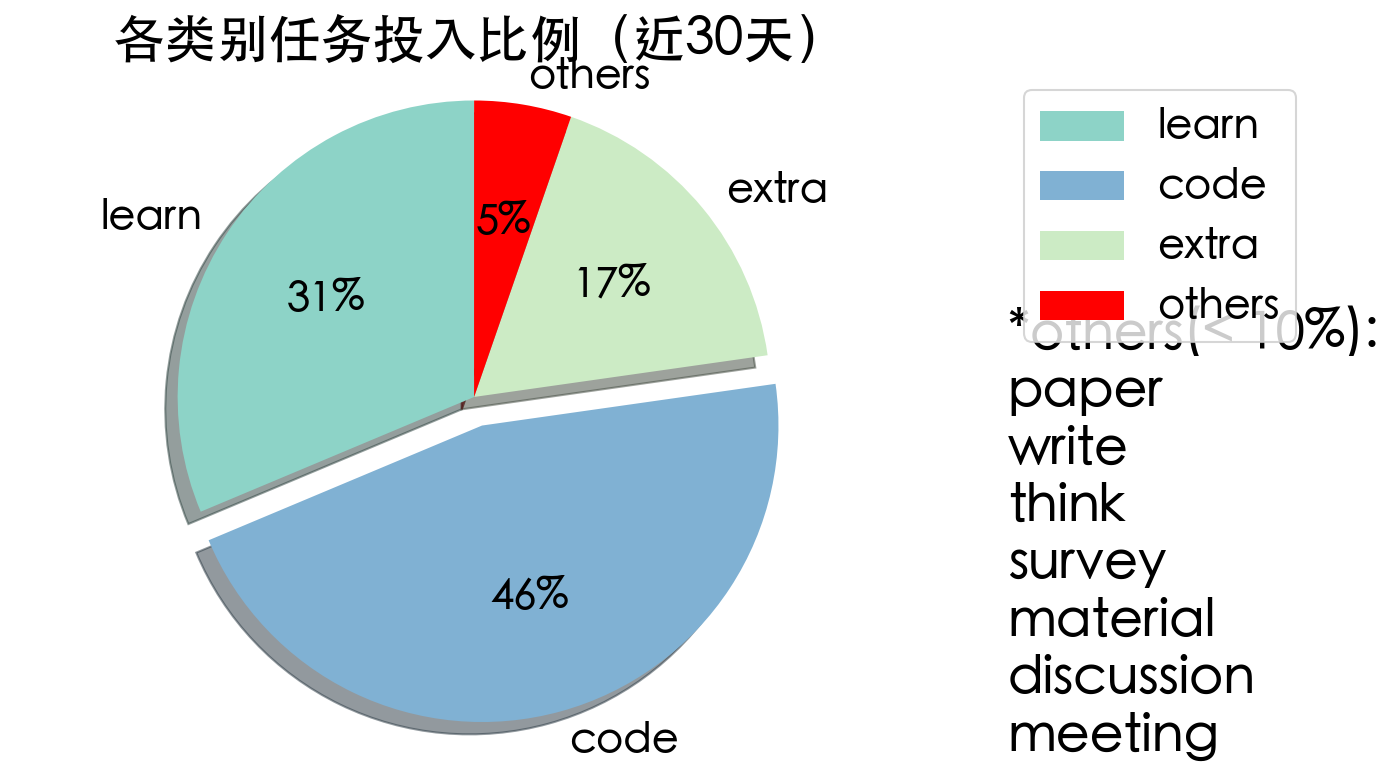 各类别任务投入比例（近30天）
others
extra
learn
5%
17%
31%
46%
code
learn
code
extra
others
*others(< 10%):
paper
write
think
survey
material
discussion
meeting